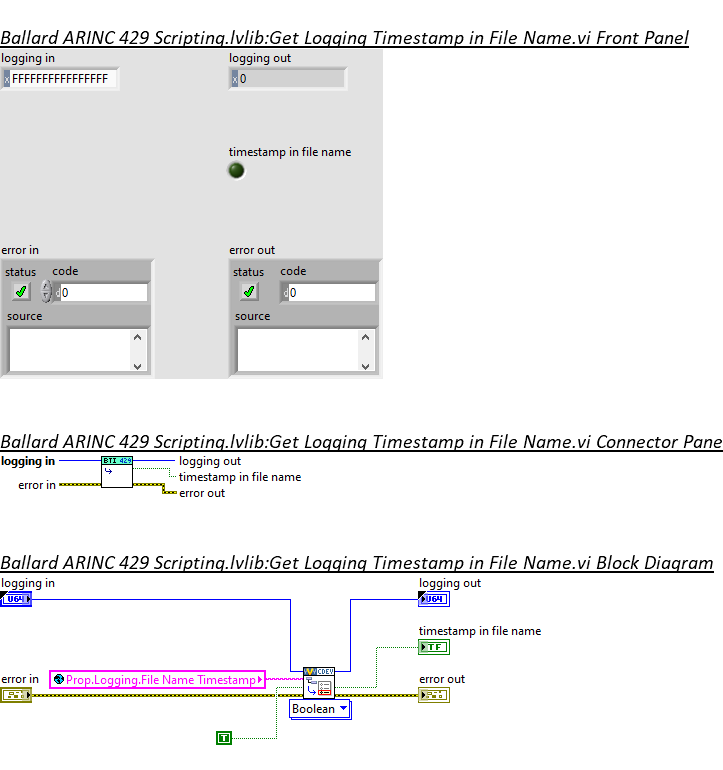 Ballard ARINC 429 Scripting.lvlib:Get Logging Timestamp in File Name.vi Front Panel
logging in
logging out
x FFFFFFFFFFFFFFFF
x 0
timestamp in file name
error in
error out
status code
status code
d 0
d 0
source
source
Ballard ARINC 429 Scripting.lvlib:Get Logging Timestamp in File Name.vi Connector Pane
logging in
BTI 429
logging out
timestamp in file name
error in
error out
Ballard ARINC 429 Scripting.lvlib:Get Logging Timestamp in File Name.vi Block Diagram
logging in
logging out
U64
U64
timestamp in file name
TF
error in
Prop.Logging.File Name Timestamp
CDEV
error out
Boolean
T